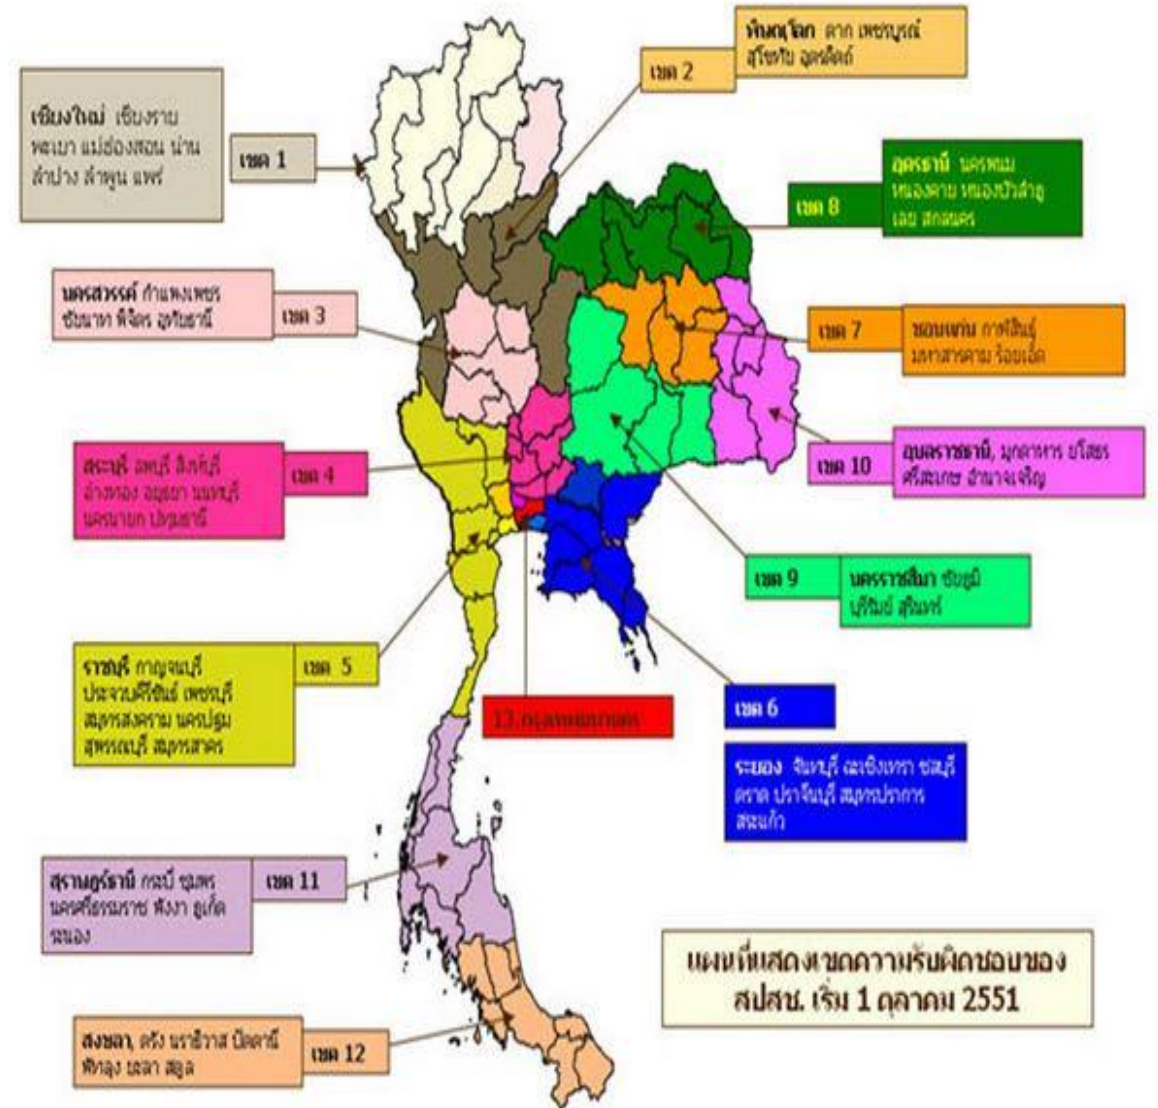 พิษณุโลก ตาก เพชรบูรณ์
สุโขทัย อุตรดิตถ์
เขต 2
เชียงใหม่ เชียงราย
พะเยา แม่ฮ่องสอน น่าน
ลำปาง ลำพูน แพร่
เขต 1
อุดรธานี นครพนม
หนองคาย หนองบัวลำภู
เลย สกลนคร
เขต 8
นครสวรรค์ กำแพงเพชร
ชัยนาท พิจิตร อุทัยธานี
เขต 3
เขต 7
ขอนแก่น กาฬสินธุ์
มหาสารคาม ร้อยเอ็ด
สระบุรี ลพบุรี สิงห์บุรี
อ่างทอง อยุธยา นนทบุรี
นครนายก ปทุมธานี
เขต 4
เขต 10
อุบลราชธานี, มุกดาหาร ยโสธร
ศรีสะเกษ อำนาจเจริญ
เขต 9
นครราชสีมา ชัยภูมิ
บุรีรัมย์ สุรินทร์
ราชบุรี กาญจนบุรี
ประจวบคีรีขันธ์ เพชรบุรี
สมุทรสงคราม นครปฐม
สุพรรณบุรี สมุทรสาคร
เขต 5
13.กรุงเทพมหานคร
เขต 6
ระยอง จันทบุรี ฉะเชิงเทรา ชลบุรี
ตราด ปราจีนบุรี สมุทรปราการ
สระแก้ว
สุราษฎร์ธานี กระบี่ ชุมพร
นครศรีธรรมราช พังงา ภูเก็ต
ระนอง
เขต 11
แผนที่แสดงเขตความรับผิดชอบของ
สปสช. เริ่ม 1 ตุลาคม 2551
สงขลา, ตรัง นราธิวาส ปัตตานี
พัทลุง ยะลา สตูล
เขต 12